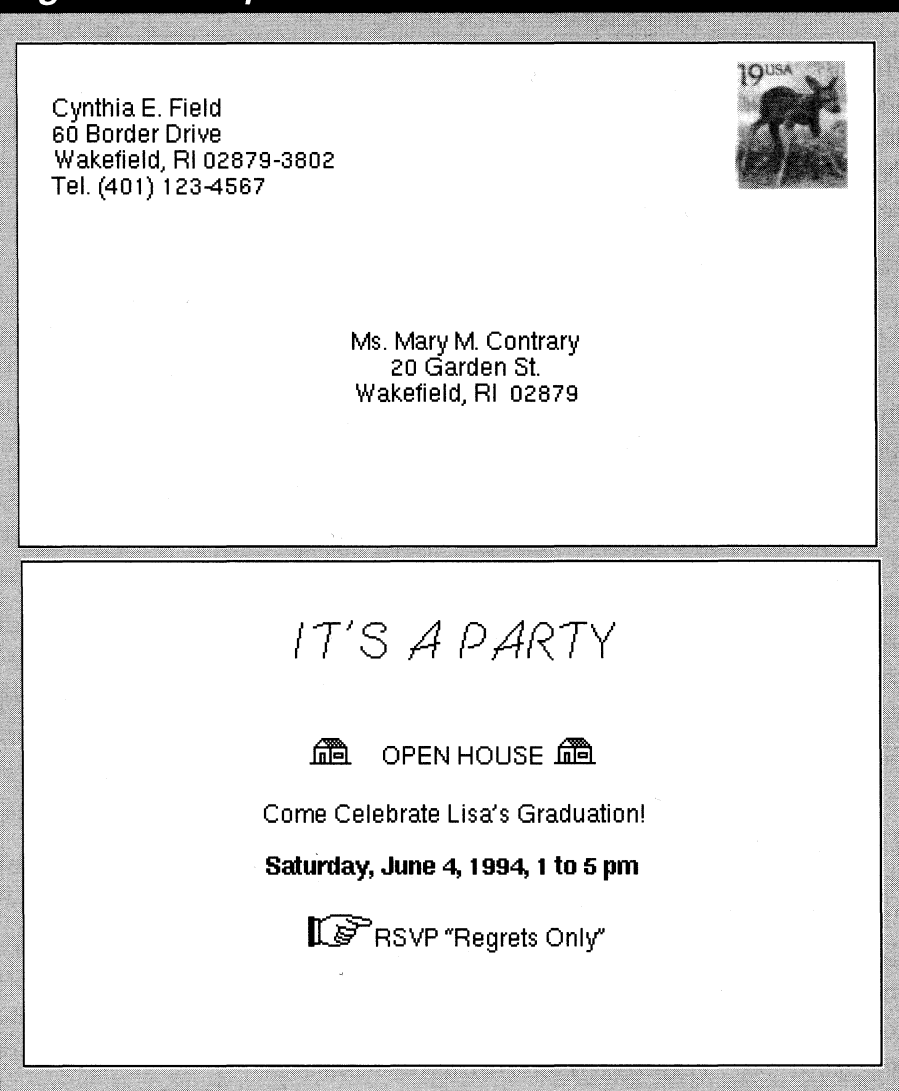 Cynthia E. Field
60 Border Drive
Wakefield, RI 02879-3802
Tel. (401) 123-4567
19 USA
Ms. Mary M. Contrary
20 Garden St.
Wakefield, RI 02879
IT'S A PARTY
OPEN HOUSE
Come Celebrate Lisa's Graduation!
Saturday, June 4, 1994, 1 to 5 pm
RSVP "Regrets Only"